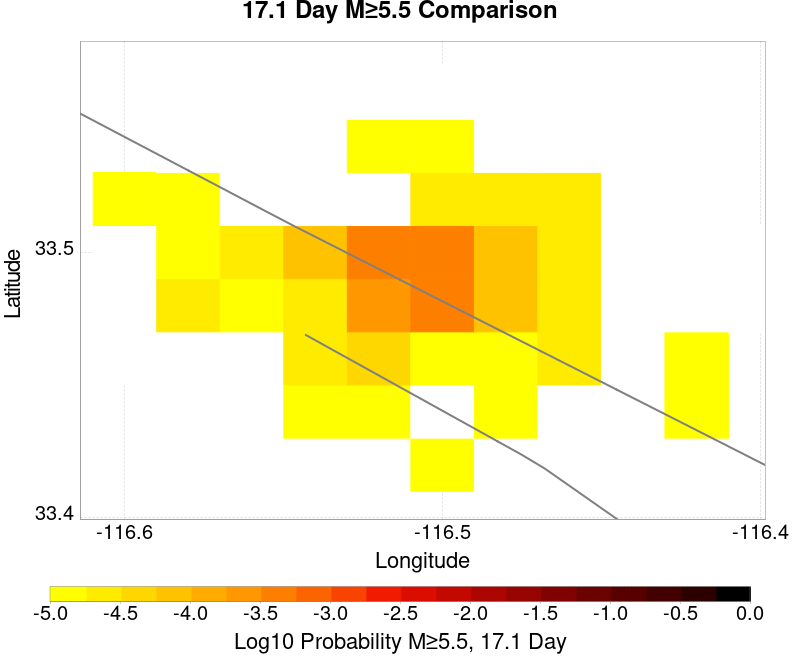 17.1 Day M≥5.5 Comparison
Latitude
33.5
33.4
-116.6 -116.5 -116.4
Longitude
-5.0 -4.5 -4.0 -3.5 -3.0 -2.5 -2.0 -1.5 -1.0 -0.5 0.0
Log10 Probability M≥5.5, 17.1 Day